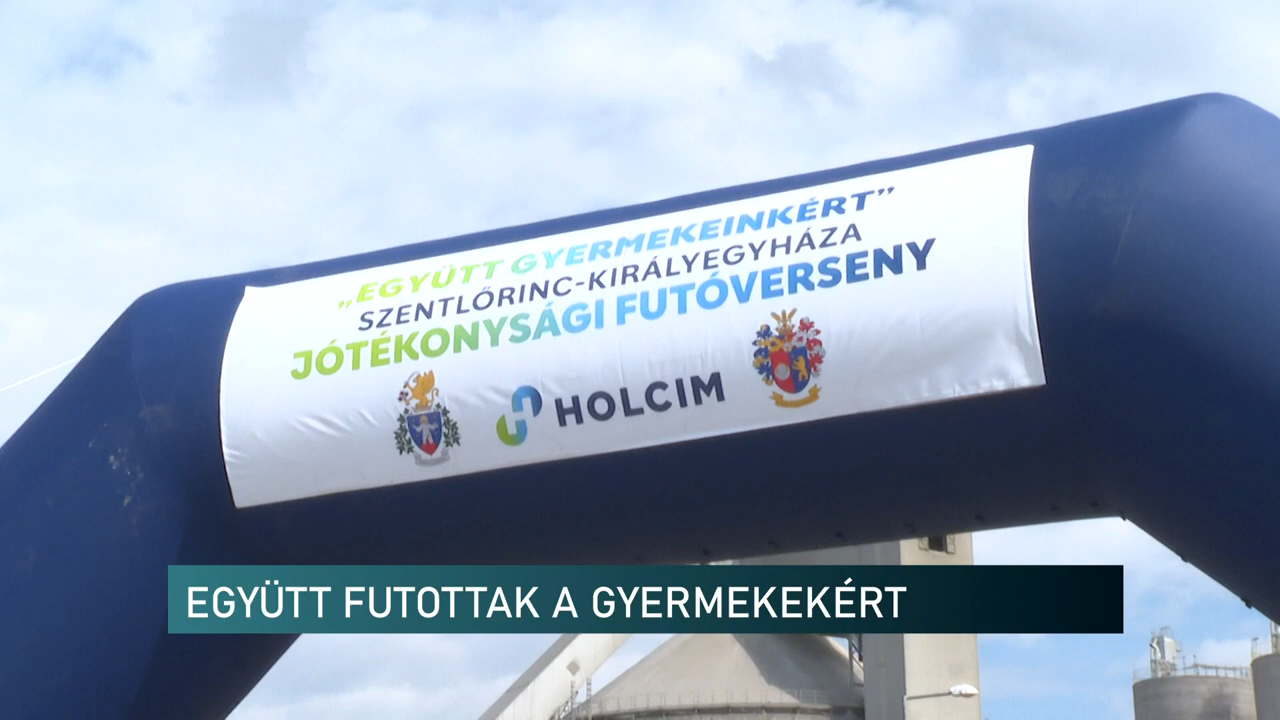 „EGYÜTT GYERMEKEINKÉRT”
SZENTLŐRINC-KIRÁLYEGYHÁZA
JÓTÉKONYSÁGI FUTÓVERSENY
HOLCIM
EGYÜTT FUTOTTAK A GYERMEKEKÉRT